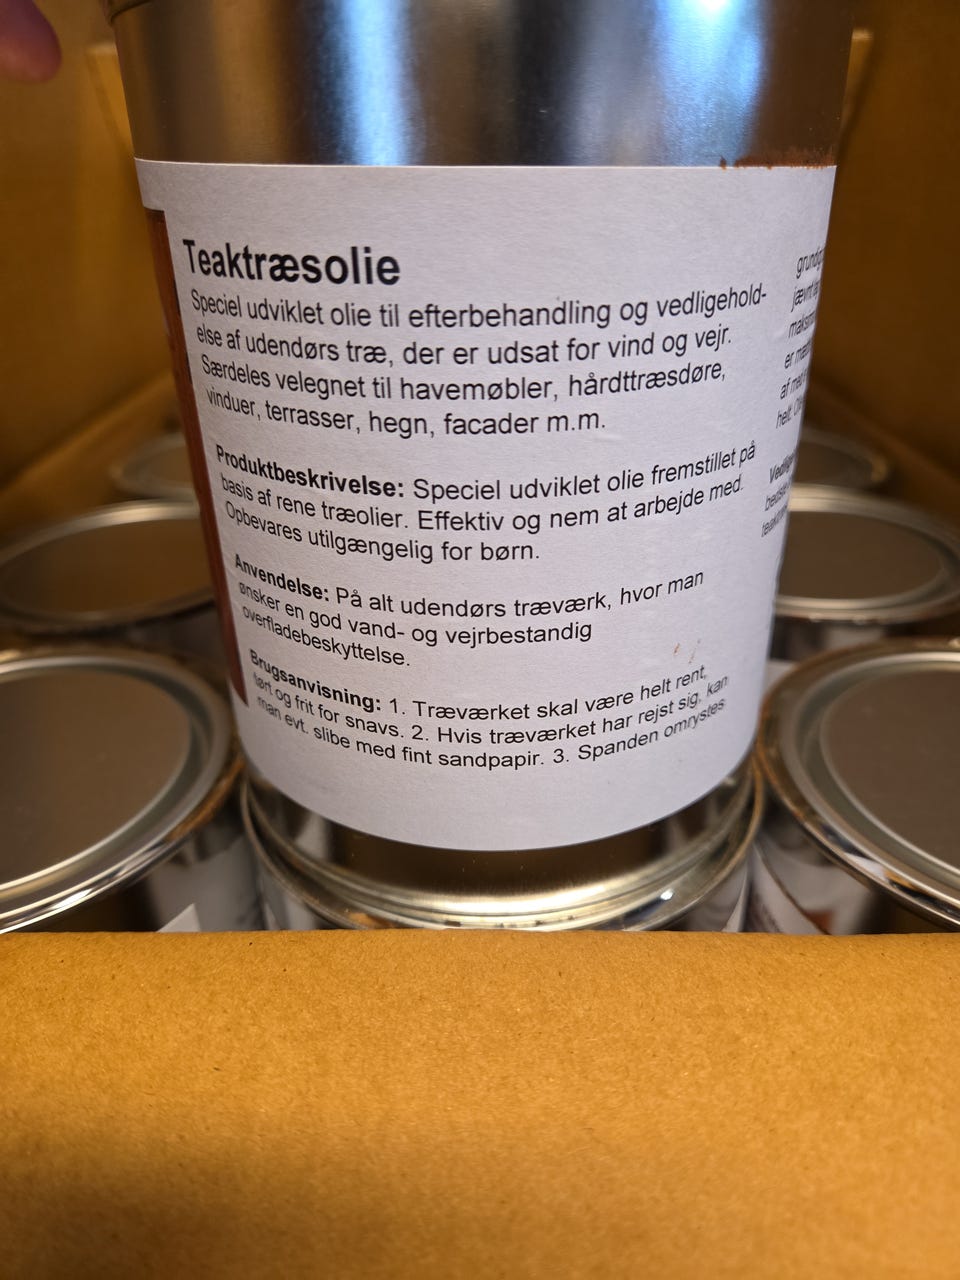 Teaktræsolie
Speciel udviklet olie til efterbehandling og vedligehold-
else af udendørs træ, der er udsat for vind og vejr.
Særdeles velegnet til havemøbler, hårdttræsdøre,
vinduer, terrasser, hegn, facader m.m.
Produktbeskrivelse: Speciel udviklet olie fremstillet på
basis af rene træolier. Effektiv og nem at arbejde med.
Opbevares utilgængelig for børn.
Anvendelse: På alt udendørs træværk, hvor man
ønsker en god vand- og vejrbestandig
overfladebeskyttelse.
Brugsanvisning: 1. Træværket skal være helt rent,
tørt og frit for snavs. 2. Hvis træværket har rejst sig, kan
man evt. slibe med fint sandpapir. 3. Spanden omrystes